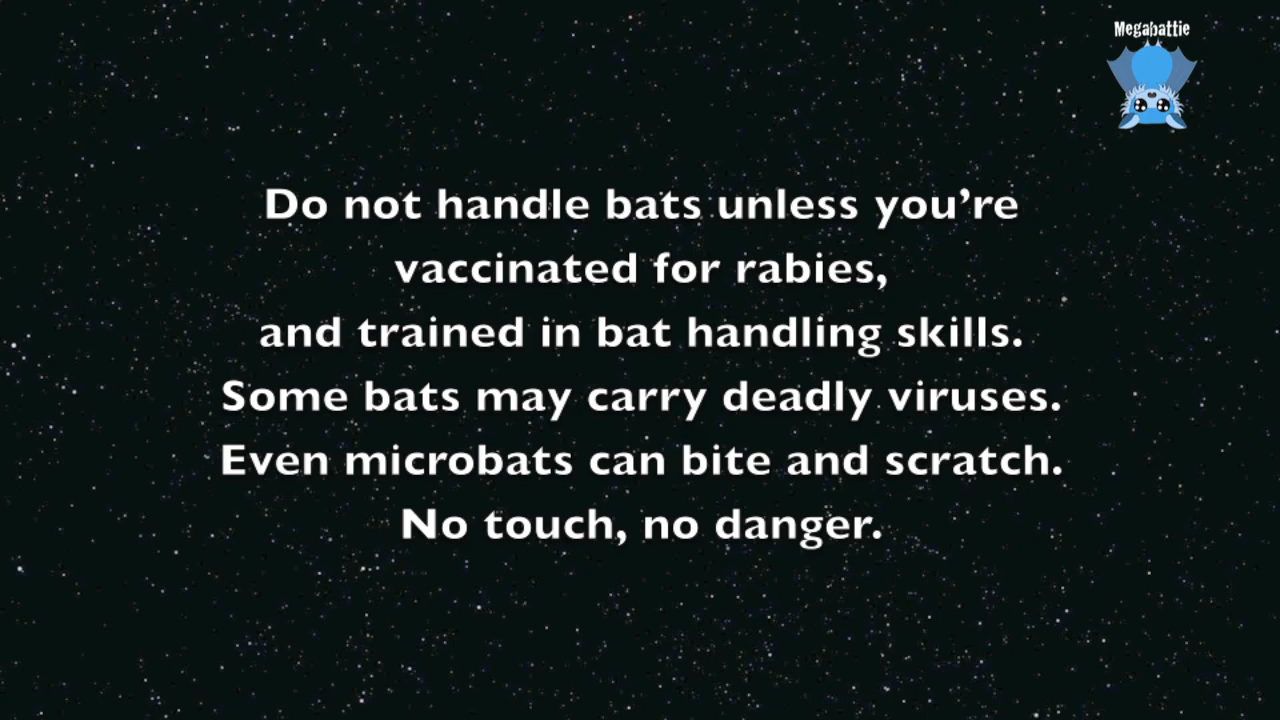 Megabattie
Do not handle bats unless you’re
vaccinated for rabies,
and trained in bat handling skills.
Some bats may carry deadly viruses.
Even microbats can bite and scratch.
No touch, no danger.